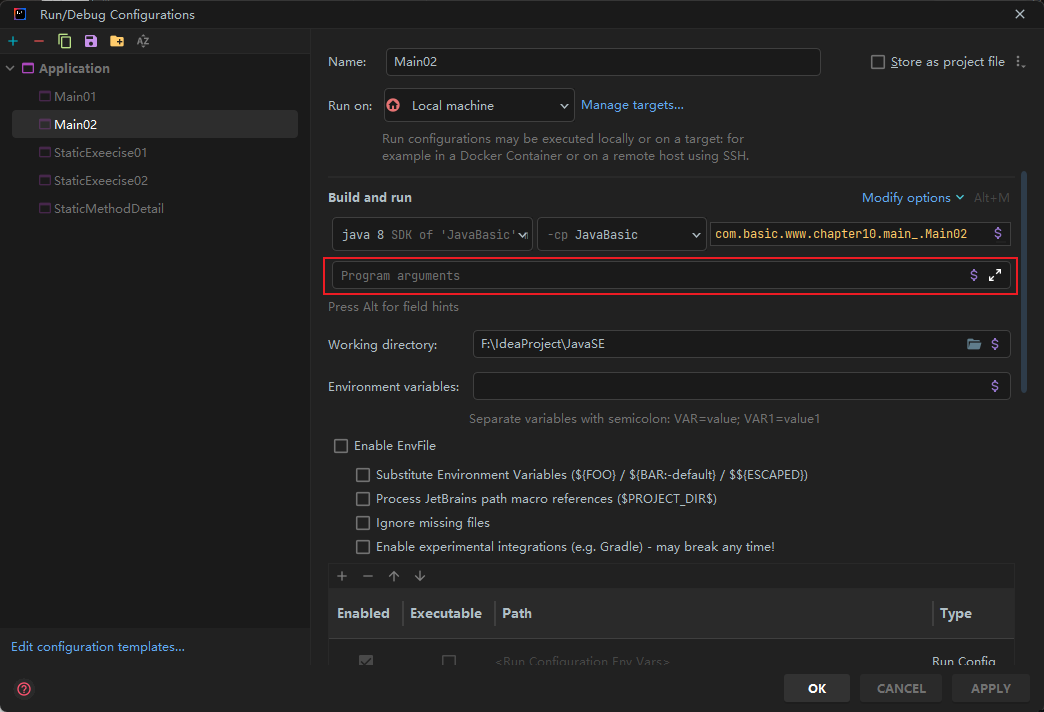 Run/Debug Configurations
Application
Main01
Main02
StaticExeecise01
StaticExeecise02
StaticMethodDetail
Edit configuration templates...
Name: Main02 Store as project file
Run on: Local machine Manage targets...
Run configurations may be executed locally or on a target: for
example in a Docker Container or on a remote host using SSH.
Build and run Modify options Alt+M
java 8 SDK of 'JavaBasic' -cp JavaBasic com.basic.www.chapter10.main_.Main02 $
Program arguments $
Press Alt for field hints
Working directory: F:\IdeaProject\JavaSE $
Environment variables: $
Separate variables with semicolon: VAR=value; VAR1=value1
Enable EnvFile
Substitute Environment Variables (${FOO} / ${BAR:-default} / $${ESCAPED})
Process JetBrains path macro references ($PROJECT_DIR$)
Ignore missing files
Enable experimental integrations (e.g. Gradle) - may break any time!
Enabled Executable Path Type
<Run Configuration Env Vars> Run Config
OK CANCEL APPLY